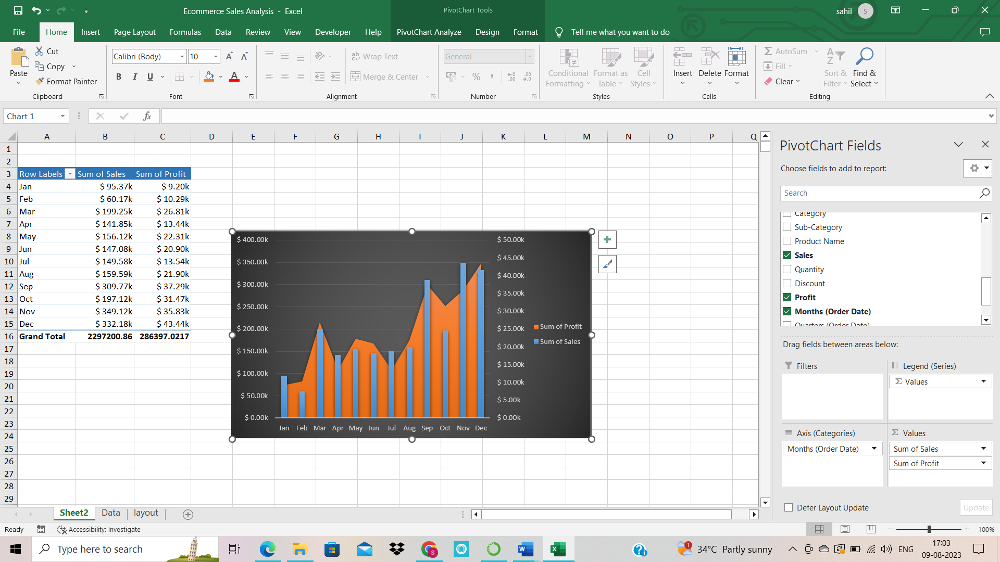 Ecommerce Sales Analysis - Excel
PivotChart Tools
sahil
S
File Home Insert Page Layout Formulas Data Review View Developer Help PivotChart Analyze Design Format Tell me what you want to do
Paste
Cut
Copy
Format Painter
Clipboard
Calibri (Body) 10
B I U
Font
Wrap Text
Merge & Center
Alignment
General
Number
Conditional Formatting
Format as Table
Cell Styles
Styles
Insert Delete Format
Cells
AutoSum
Fill
Clear
Sort & Filter
Find & Select
Editing
Chart 1
fx
A B C D E F G H I J K L M N O P Q
1
2
3 Row Labels Sum of Sales Sum of Profit
4 Jan $ 95.37k $ 9.20k
5 Feb $ 60.17k $ 10.29k
6 Mar $ 199.25k $ 26.81k
7 Apr $ 141.85k $ 13.44k
8 May $ 156.12k $ 22.31k
9 Jun $ 147.08k $ 20.90k
10 Jul $ 149.58k $ 13.54k
11 Aug $ 159.59k $ 21.90k
12 Sep $ 309.77k $ 37.29k
13 Oct $ 197.12k $ 31.47k
14 Nov $ 349.12k $ 35.83k
15 Dec $ 332.18k $ 43.44k
16 Grand Total 2297200.86 286397.0217
17
18
19
20
21
22
23
24
25
26
27
28
29
$ 400.00k
$ 350.00k
$ 300.00k
$ 250.00k
$ 200.00k
$ 150.00k
$ 100.00k
$ 50.00k
$ 0.00k
$ 50.00k
$ 45.00k
$ 40.00k
$ 35.00k
$ 30.00k
$ 25.00k
$ 20.00k
$ 15.00k
$ 10.00k
$ 5.00k
$ 0.00k
Jan Feb Mar Apr May Jun Jul Aug Sep Oct Nov Dec
Sum of Profit
Sum of Sales
PivotChart Fields
Choose fields to add to report:
Search
Category
Sub-Category
Product Name
Sales
Quantity
Discount
Profit
Months (Order Date)
Quarters (Order Date)
Drag fields between areas below:
Filters
Legend (Series)
Values
Axis (Categories)
Months (Order Date)
Values
Sum of Sales
Sum of Profit
Defer Layout Update
Update
Sheet2 Data layout
Ready
Accessibility: Investigate
100%
Type here to search
34°C Partly sunny
ENG
17:03
09-08-2023